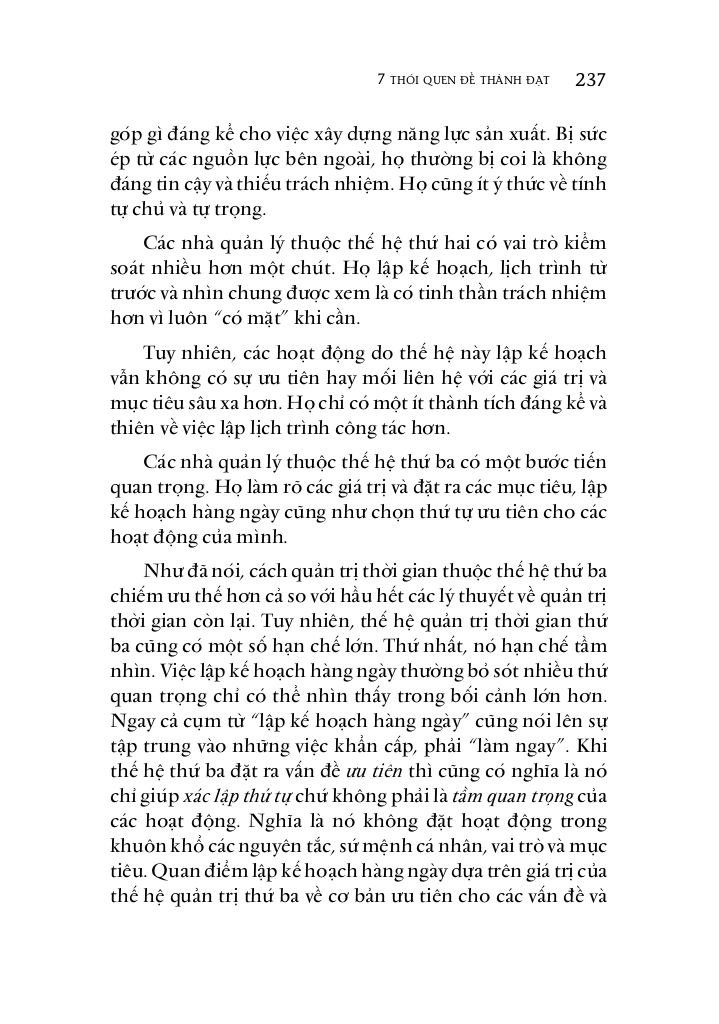 7 THÓI QUEN ĐỂ THÀNH ĐẠT 237
góp gì đáng kể cho việc xây dựng năng lực sản xuất. Bị sức
ép từ các nguồn lực bên ngoài, họ thường bị coi là không
đáng tin cậy và thiếu trách nhiệm. Họ cũng ít ý thức về tính
tự chủ và tự trọng.
Các nhà quản lý thuộc thế hệ thứ hai có vai trò kiểm
soát nhiều hơn một chút. Họ lập kế hoạch, lịch trình từ
trước và nhìn chung được xem là có tinh thần trách nhiệm
hơn vì luôn “có mặt” khi cần.
Tuy nhiên, các hoạt động do thế hệ này lập kế hoạch
vẫn không có sự ưu tiên hay mối liên hệ với các giá trị và
mục tiêu sâu xa hơn. Họ chỉ có một ít thành tích đáng kể và
thiên về việc lập lịch trình công tác hơn.
Các nhà quản lý thuộc thế hệ thứ ba có một bước tiến
quan trọng. Họ làm rõ các giá trị và đặt ra các mục tiêu, lập
kế hoạch hàng ngày cũng như chọn thứ tự ưu tiên cho các
hoạt động của mình.
Như đã nói, cách quản trị thời gian thuộc thế hệ thứ ba
chiếm ưu thế hơn cả so với hầu hết các lý thuyết về quản trị
thời gian còn lại. Tuy nhiên, thế hệ quản trị thời gian thứ
ba cũng có một số hạn chế lớn. Thứ nhất, nó hạn chế tầm
nhìn. Việc lập kế hoạch hàng ngày thường bỏ sót nhiều thứ
quan trọng chỉ có thể nhìn thấy trong bối cảnh lớn hơn.
Ngay cả cụm từ “lập kế hoạch hàng ngày” cũng nói lên sự
tập trung vào những việc khẩn cấp, phải “làm ngay”. Khi
thế hệ thứ ba đặt ra vấn đề ưu tiên thì cũng có nghĩa là nó
chỉ giúp xác lập thứ tự chứ không phải là tầm quan trọng của
các hoạt động. Nghĩa là nó không đặt hoạt động trong
khuôn khổ các nguyên tắc, sứ mệnh cá nhân, vai trò và mục
tiêu. Quan điểm lập kế hoạch hàng ngày dựa trên giá trị của
thế hệ quản trị thứ ba về cơ bản ưu tiên cho các vấn đề và